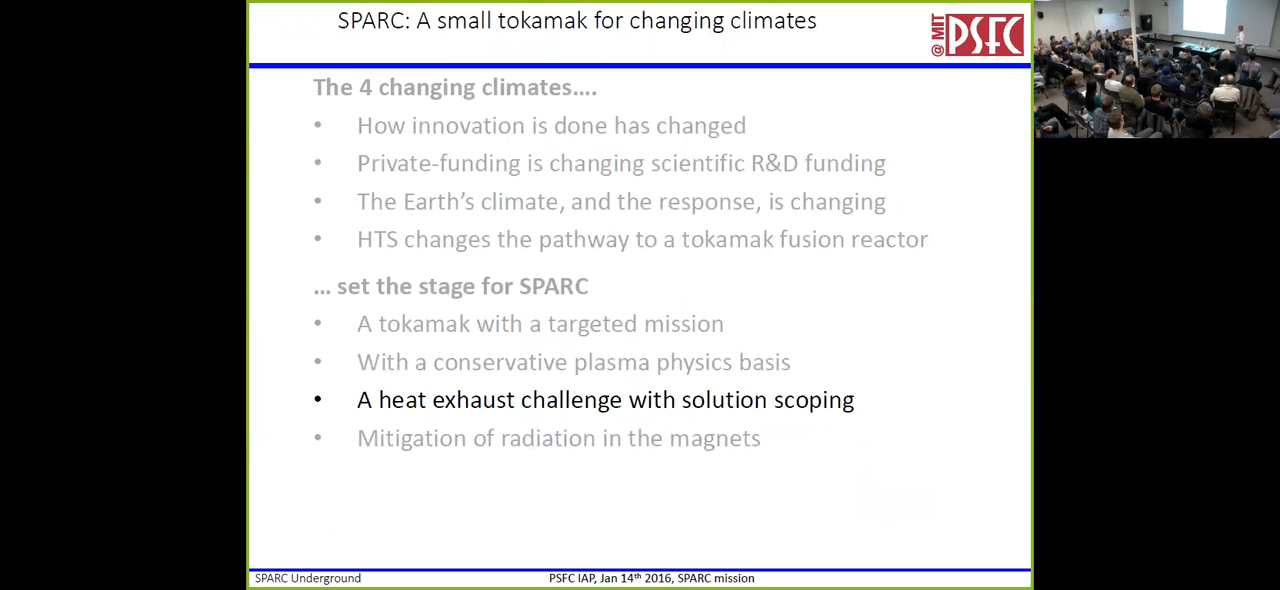 SPARC: A small tokamak for changing climates
@ MIT PSFC
The 4 changing climates....
• How innovation is done has changed
• Private-funding is changing scientific R&D funding
• The Earth's climate, and the response, is changing
• HTS changes the pathway to a tokamak fusion reactor
... set the stage for SPARC
• A tokamak with a targeted mission
• With a conservative plasma physics basis
• A heat exhaust challenge with solution scoping
• Mitigation of radiation in the magnets
SPARC Underground
PSFC IAP, Jan 14th 2016, SPARC mission